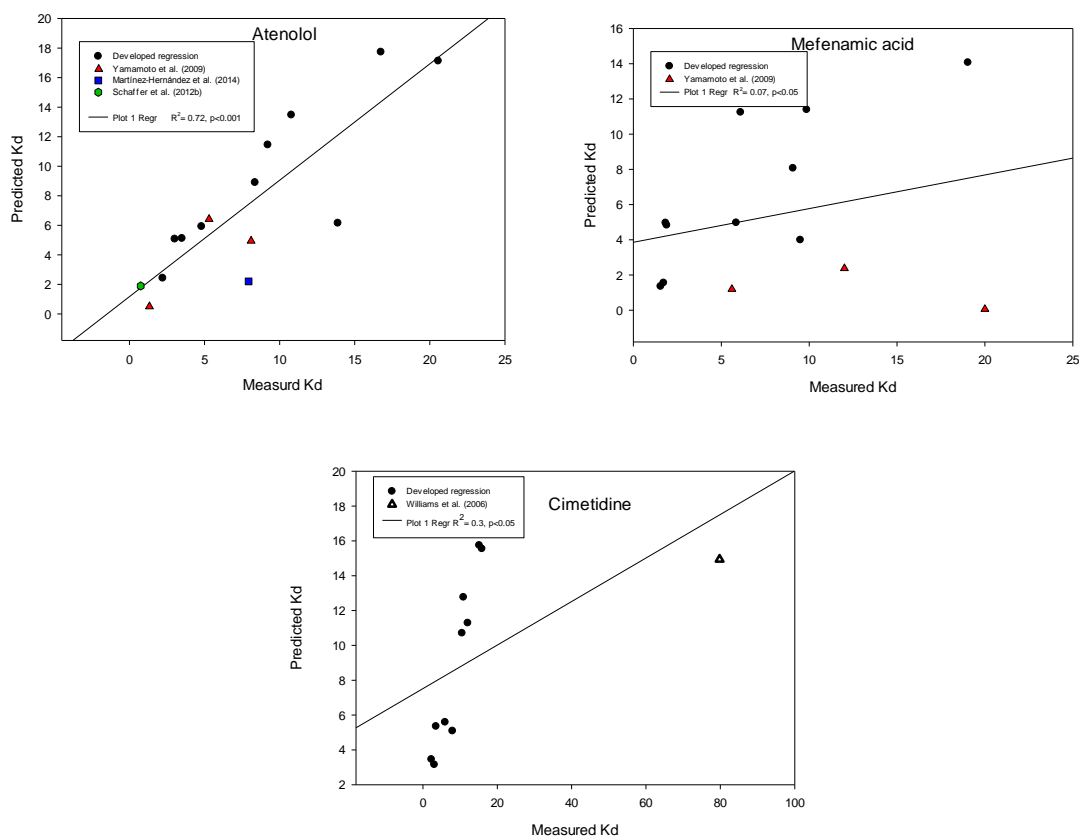 Atenolol
Developed regression
Yamamoto et al. (2009)
Martínez-Hernández et al. (2014)
Schaffer et al. (2012b)
Plot 1 Regr R2= 0.72, p<0.001
20
18
16
14
12
10
8
6
4
2
0
Predicted Kd
0 5 10 15 20 25
Measurd Kd
Mefenamic acid
Developed regression
Yamamoto et al. (2009)
Plot 1 Regr R2= 0.07, p<0.05
16
14
12
10
8
6
4
2
0
Predicted Kd
0 5 10 15 20 25
Measured Kd
Cimetidine
Developed regression
Williams et al. (2006)
Plot 1 Regr R2= 0.3, p<0.05
20
18
16
14
12
10
8
6
4
2
Predicted Kd
0 20 40 60 80 100
Measured Kd